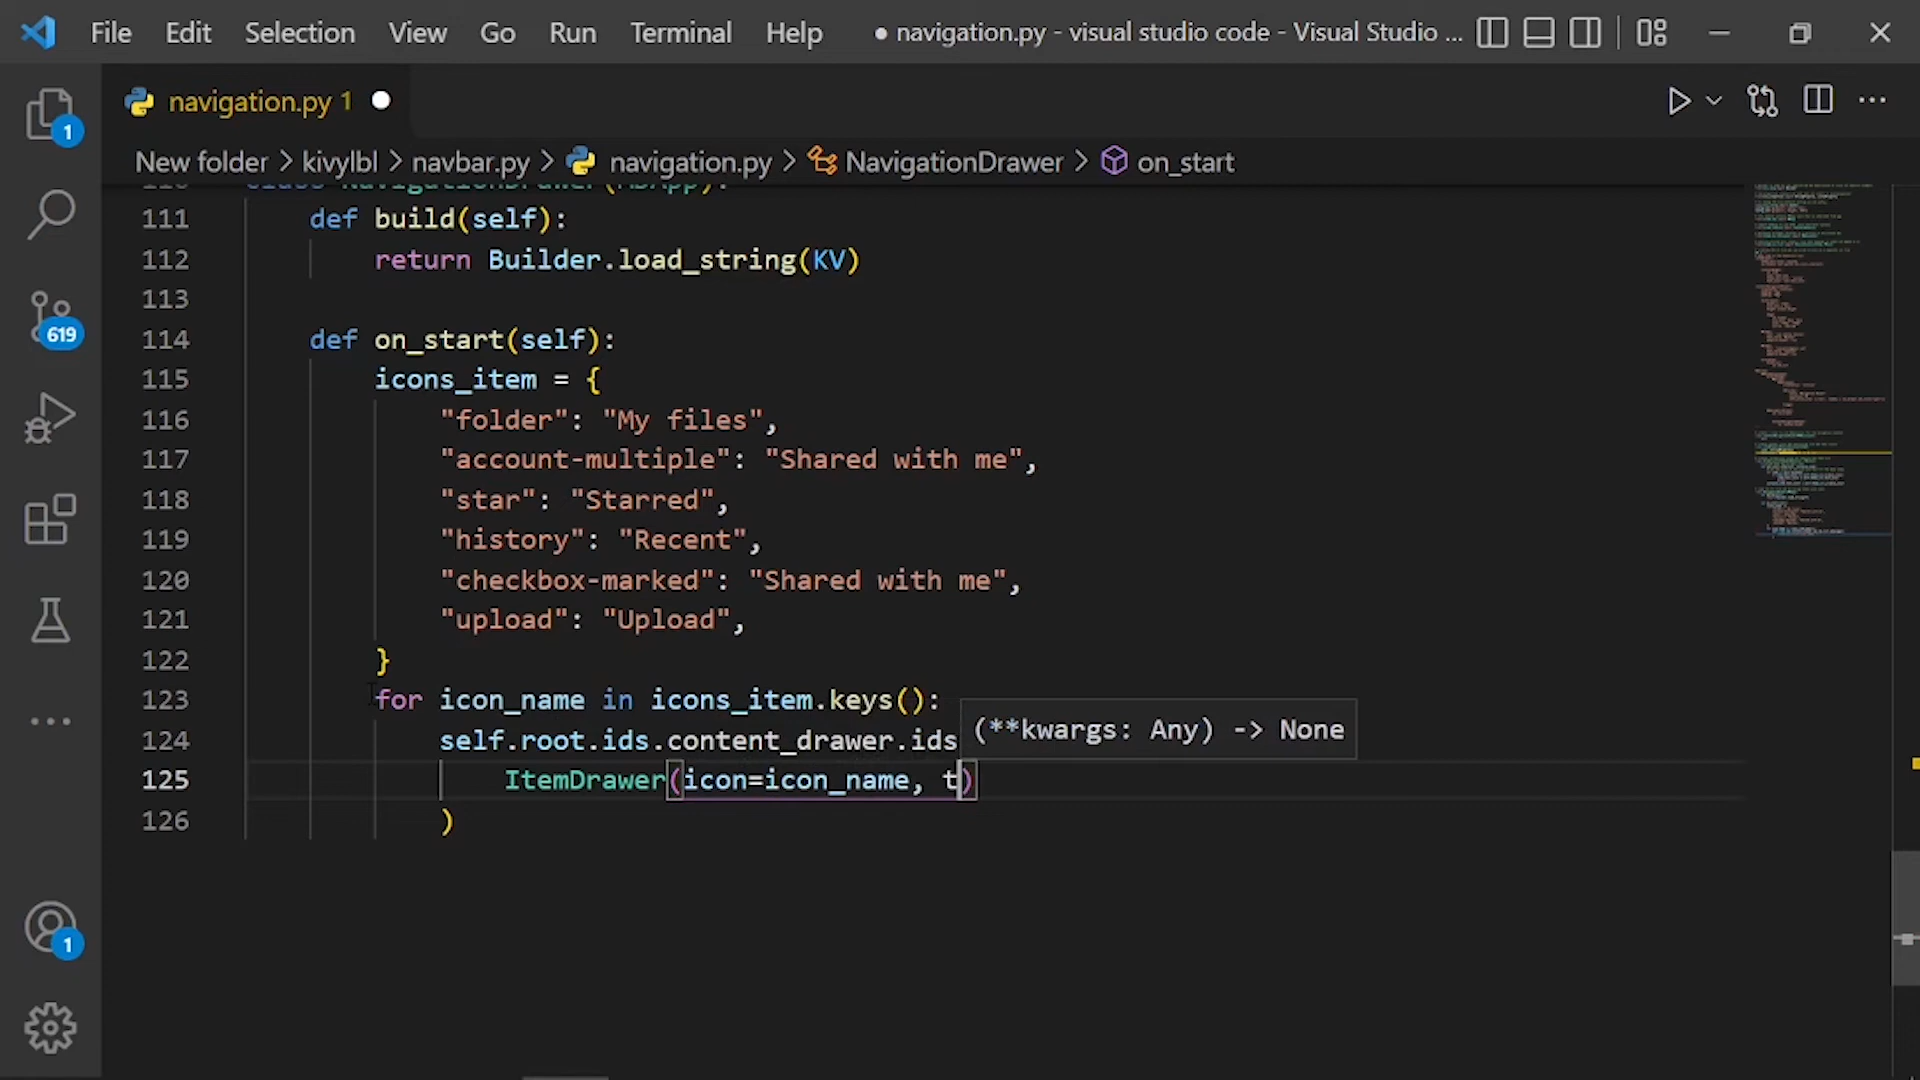 File Edit Selection View Go Run Terminal Help ● navigation.py - visual studio code - Visual Studio ...
navigation.py 1
New folder > kivylbl > navbar.py > navigation.py > NavigationDrawer > on_start
class NavigationDrawer(MDApp):
111 def build(self):
112 return Builder.load_string(KV)
113
114 def on_start(self):
115 icons_item = {
116 "folder": "My files",
117 "account-multiple": "Shared with me",
118 "star": "Starred",
119 "history": "Recent",
120 "checkbox-marked": "Shared with me",
121 "upload": "Upload",
122 }
123 for icon_name in icons_item.keys():
124 self.root.ids.content_drawer.ids
(**kwargs: Any) -> None
125 ItemDrawer(icon=icon_name, t)
126 )
1
619
1